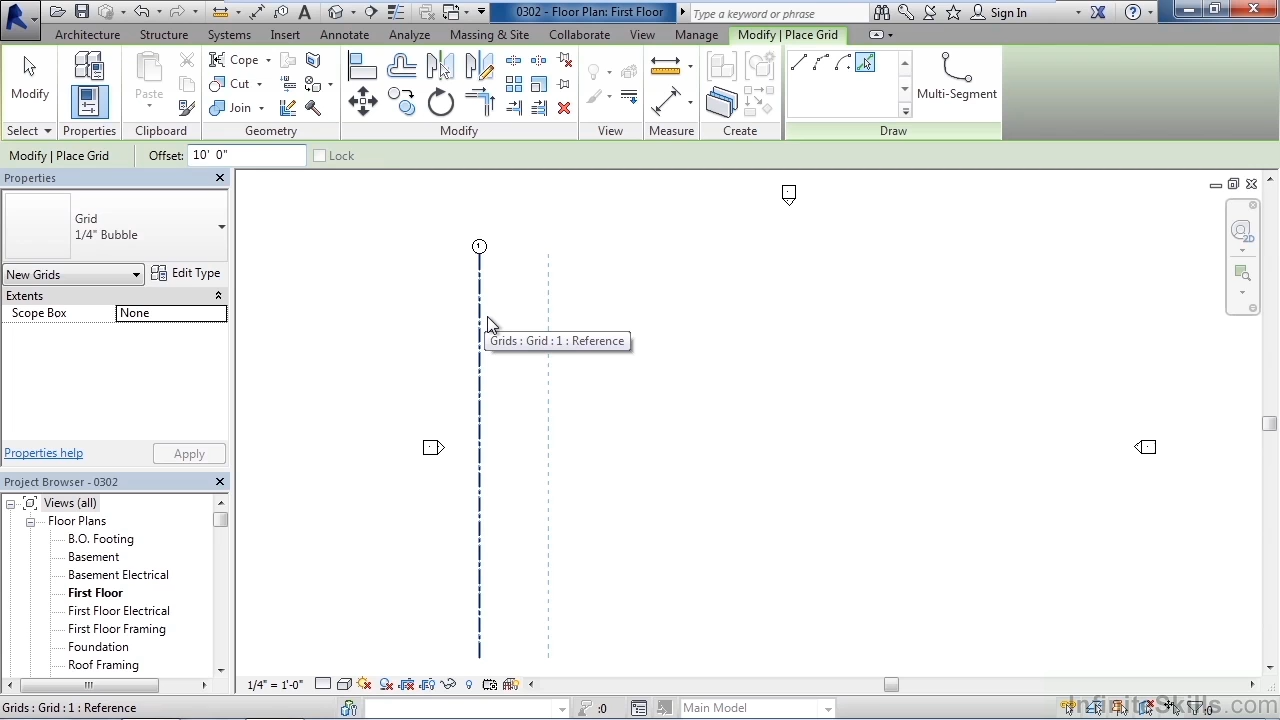 0302 - Floor Plan: First Floor
Type a keyword or phrase
Sign In
Architecture Structure Systems Insert Annotate Analyze Massing & Site Collaborate View Manage Modify | Place Grid
Modify
Paste
Cope
Cut
Join
Multi-Segment
Select Properties Clipboard Geometry Modify View Measure Create Draw
Modify | Place Grid Offset: 10' 0" Lock
Properties
Grid
1/4" Bubble
New Grids Edit Type
Extents
Scope Box None
Properties help Apply
Project Browser - 0302
Views (all)
Floor Plans
B.O. Footing
Basement
Basement Electrical
First Floor
First Floor Electrical
First Floor Framing
Foundation
Roof Framing
1
Grids : Grid : 1 : Reference
2D
1/4" = 1'-0"
Grids : Grid : 1 : Reference
:0
Main Model
:0
InfiniteSkills.com